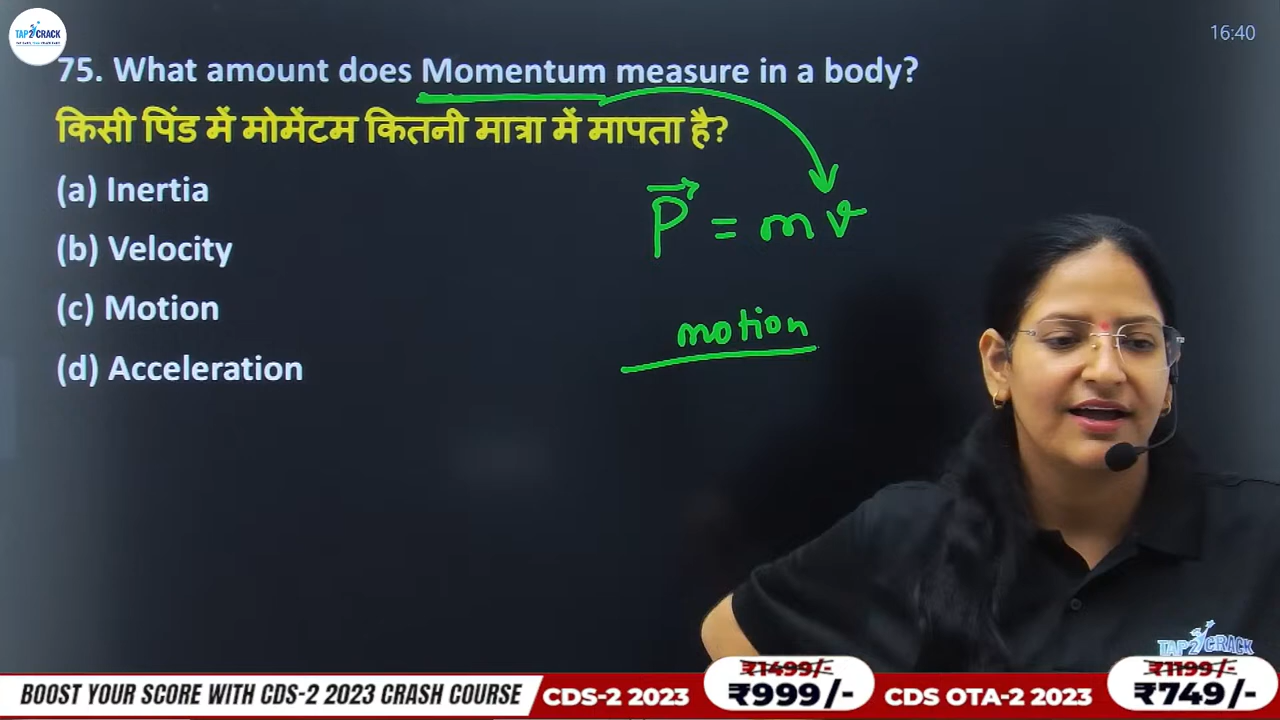 TAP2CRACK
16:40
75. What amount does Momentum measure in a body?
किसी पिंड में मोमेंटम कितनी मात्रा में मापता है?
(a) Inertia
(b) Velocity
(c) Motion
(d) Acceleration
P = mv
motion
TAP2CRACK
BOOST YOUR SCORE WITH CDS-2 2023 CRASH COURSE
CDS-2 2023
₹1499/-
₹999/-
CDS OTA-2 2023
₹1199/-
₹749/-